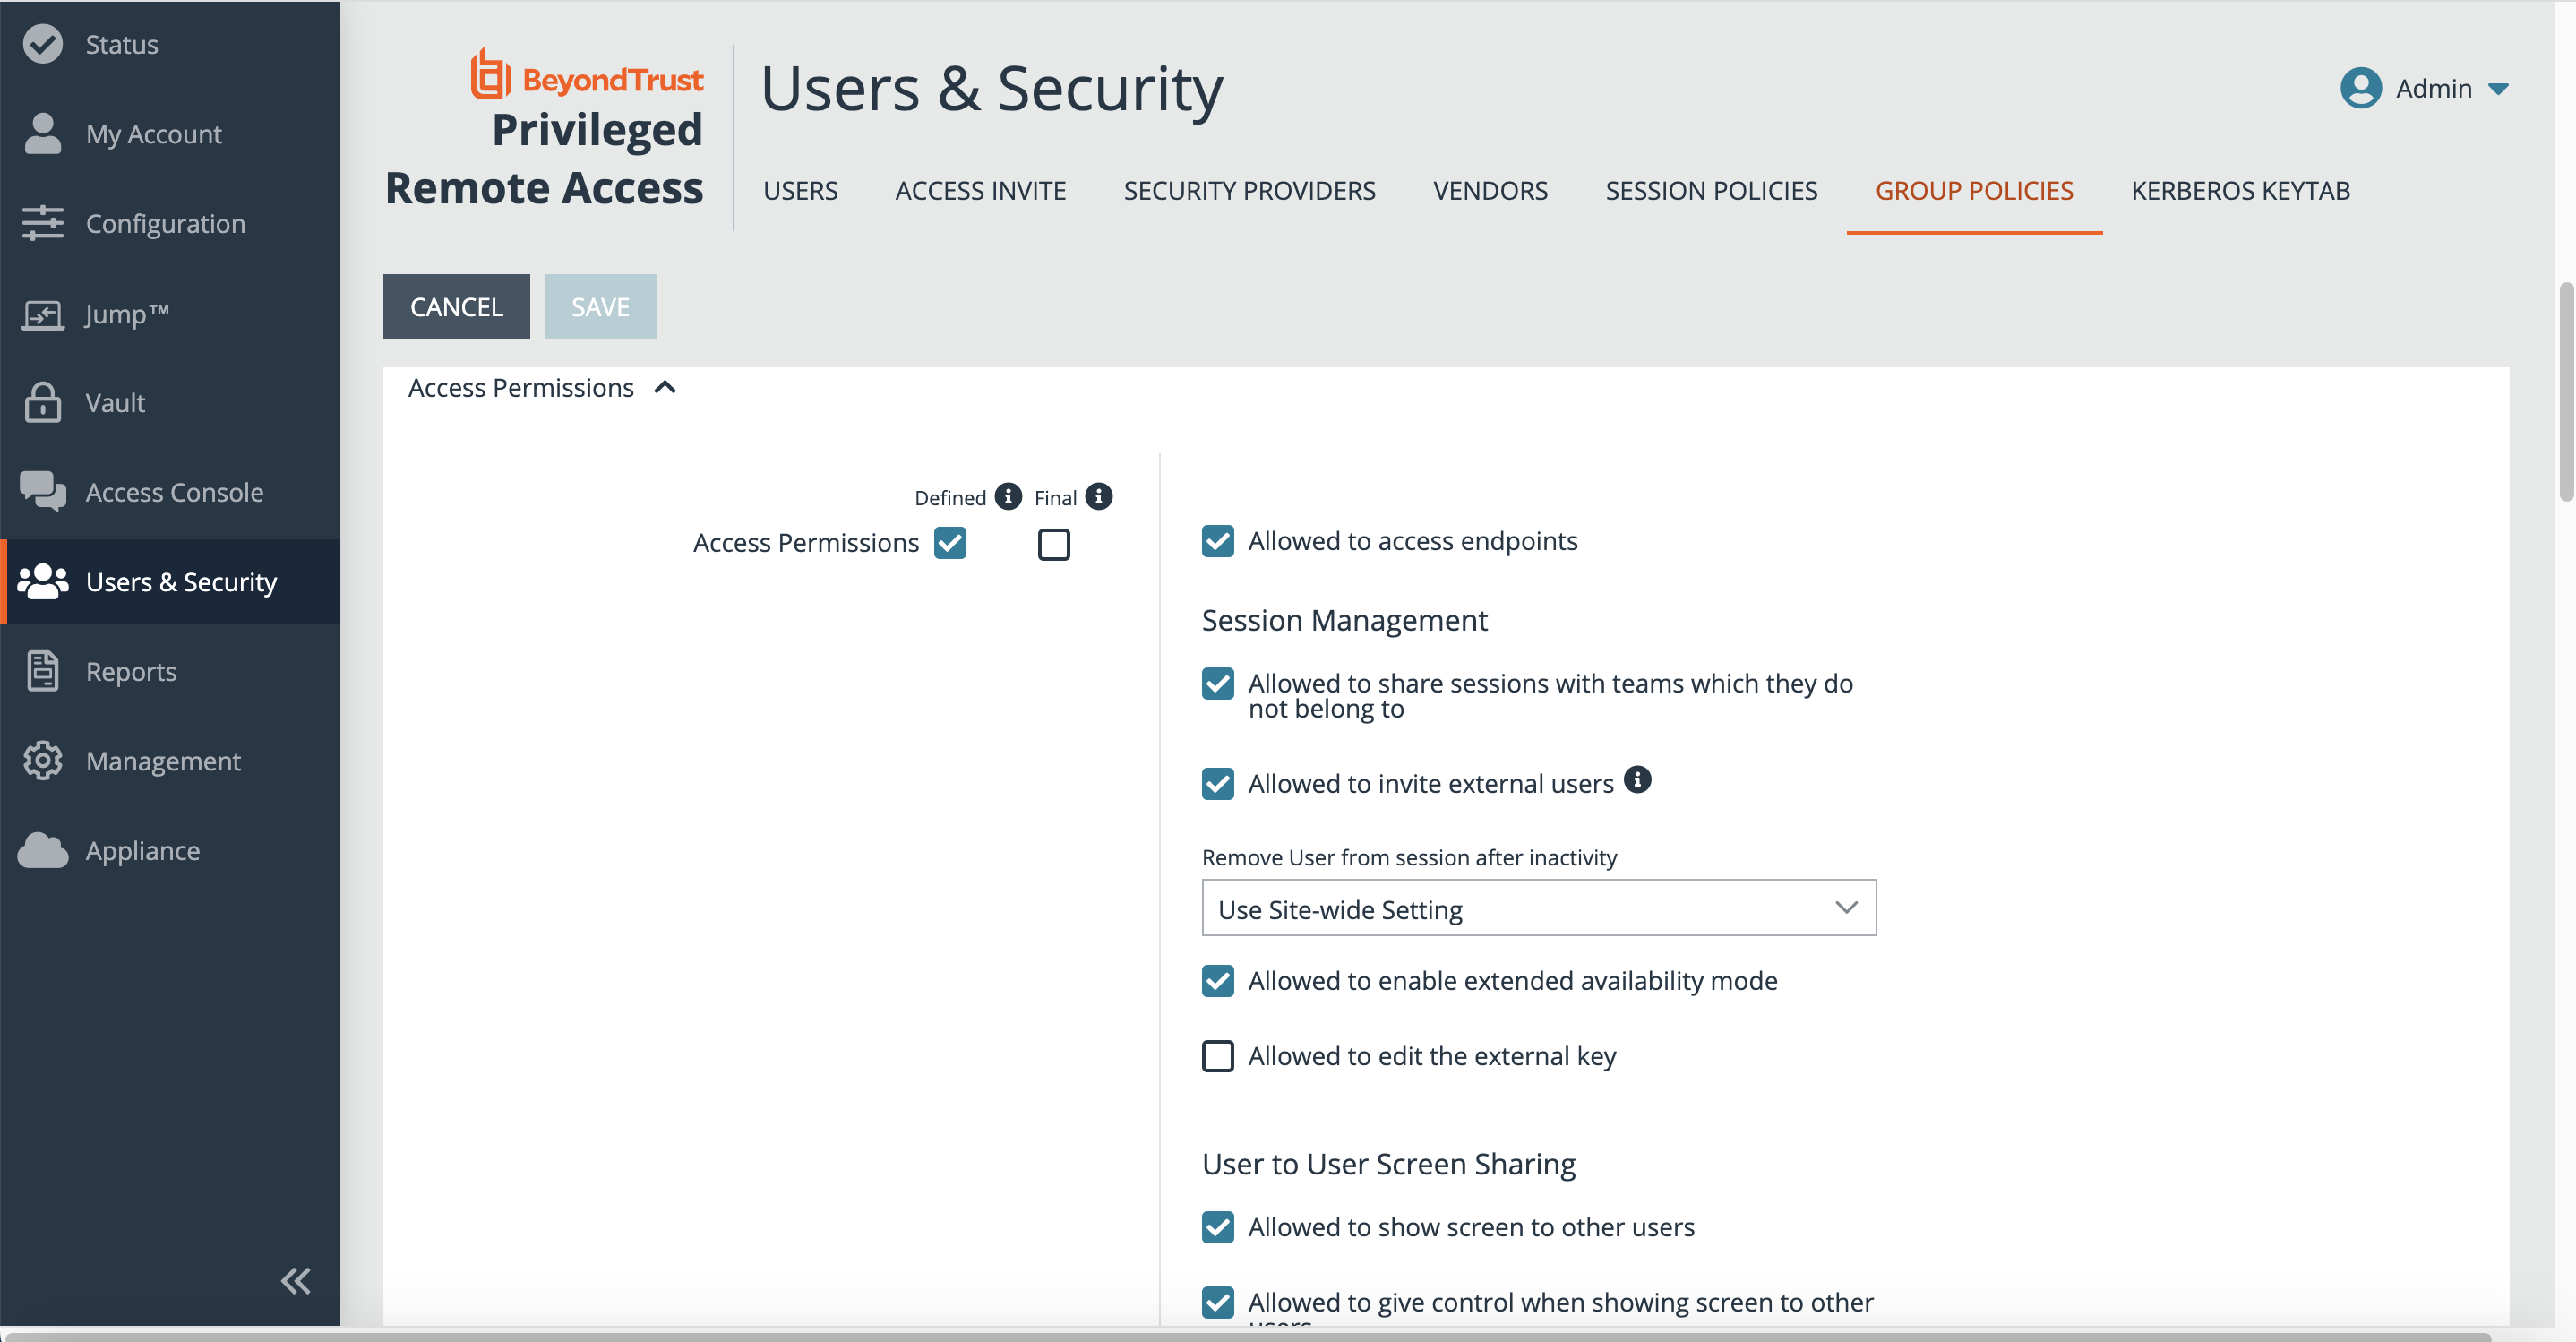 Status
My Account
Configuration
Jump™
Vault
Access Console
Users & Security
Reports
Management
Appliance
BeyondTrust
Privileged
Remote Access
Users & Security
Admin
USERS
ACCESS INVITE
SECURITY PROVIDERS
VENDORS
SESSION POLICIES
GROUP POLICIES
KERBEROS KEYTAB
CANCEL
SAVE
Access Permissions
Defined
Final
Access Permissions
Allowed to access endpoints
Session Management
Allowed to share sessions with teams which they do
not belong to
Allowed to invite external users
Remove User from session after inactivity
Use Site-wide Setting
Allowed to enable extended availability mode
Allowed to edit the external key
User to User Screen Sharing
Allowed to show screen to other users
Allowed to give control when showing screen to other
users